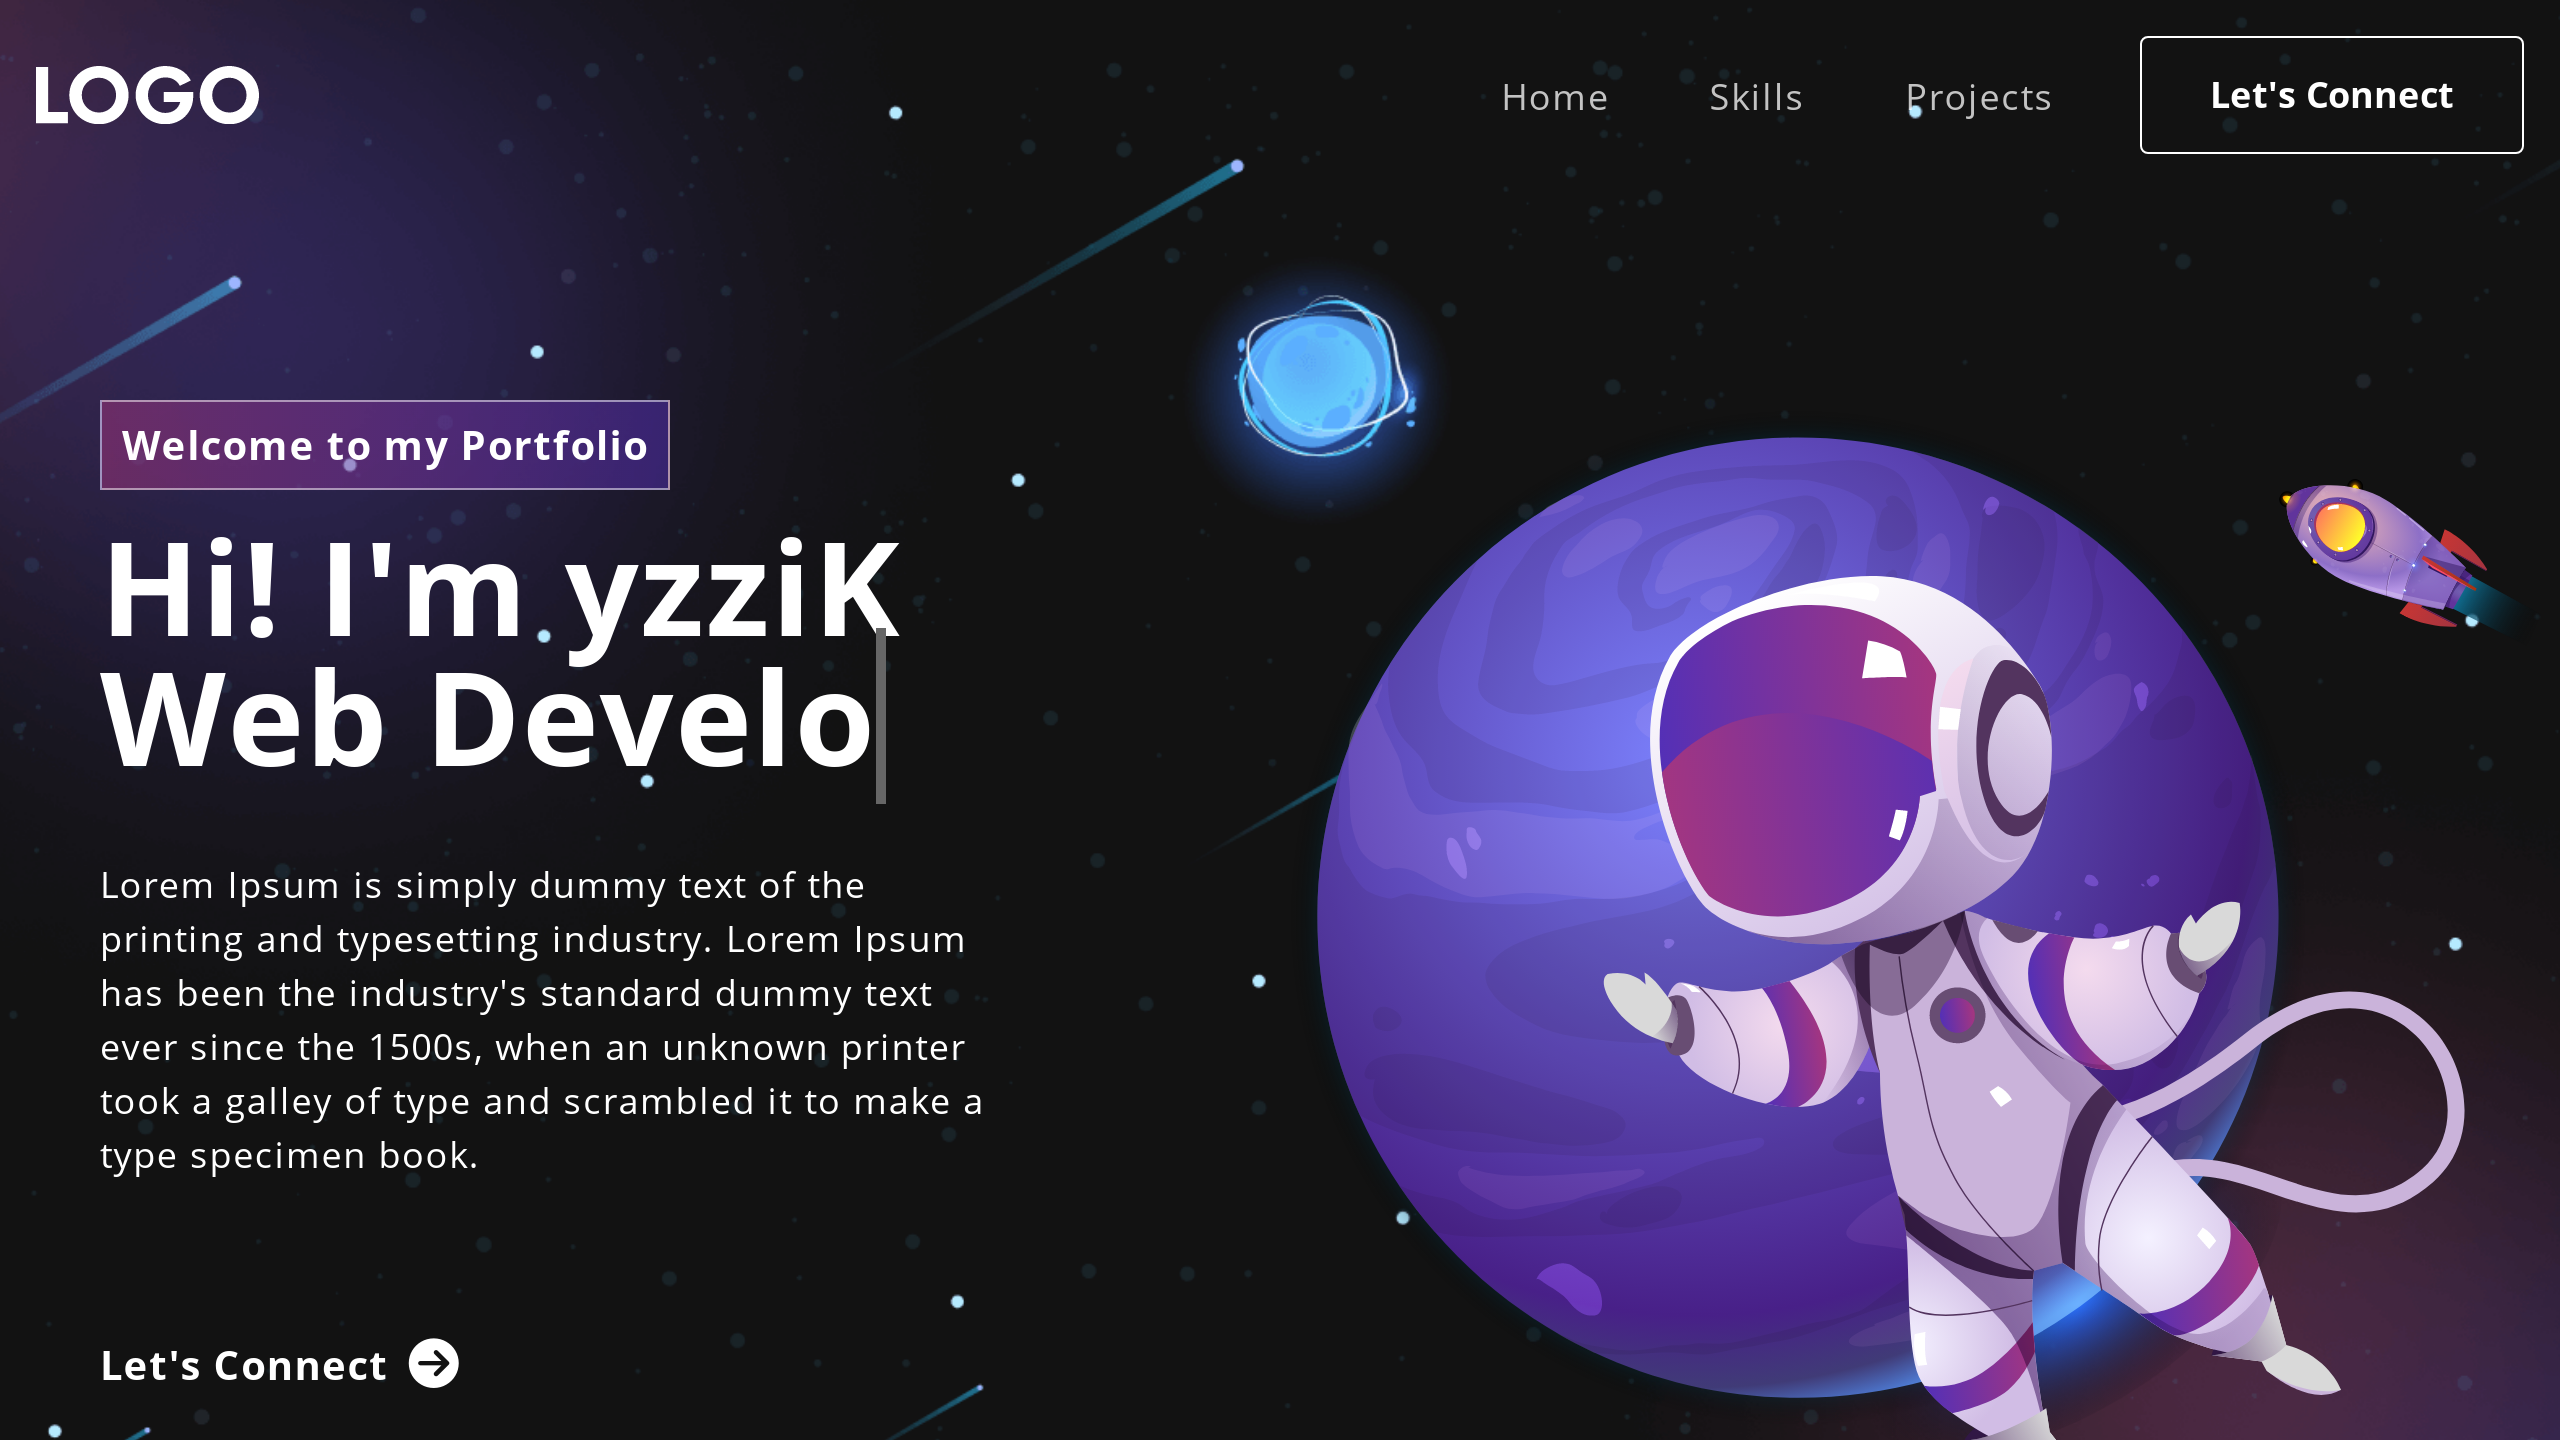 LOGO
Home
Skills
Projects
Let's Connect
Welcome to my Portfolio
Hi! I'm yzziK
Web Develo
Lorem Ipsum is simply dummy text of the
printing and typesetting industry. Lorem Ipsum
has been the industry's standard dummy text
ever since the 1500s, when an unknown printer
took a galley of type and scrambled it to make a
type specimen book.
Let's Connect